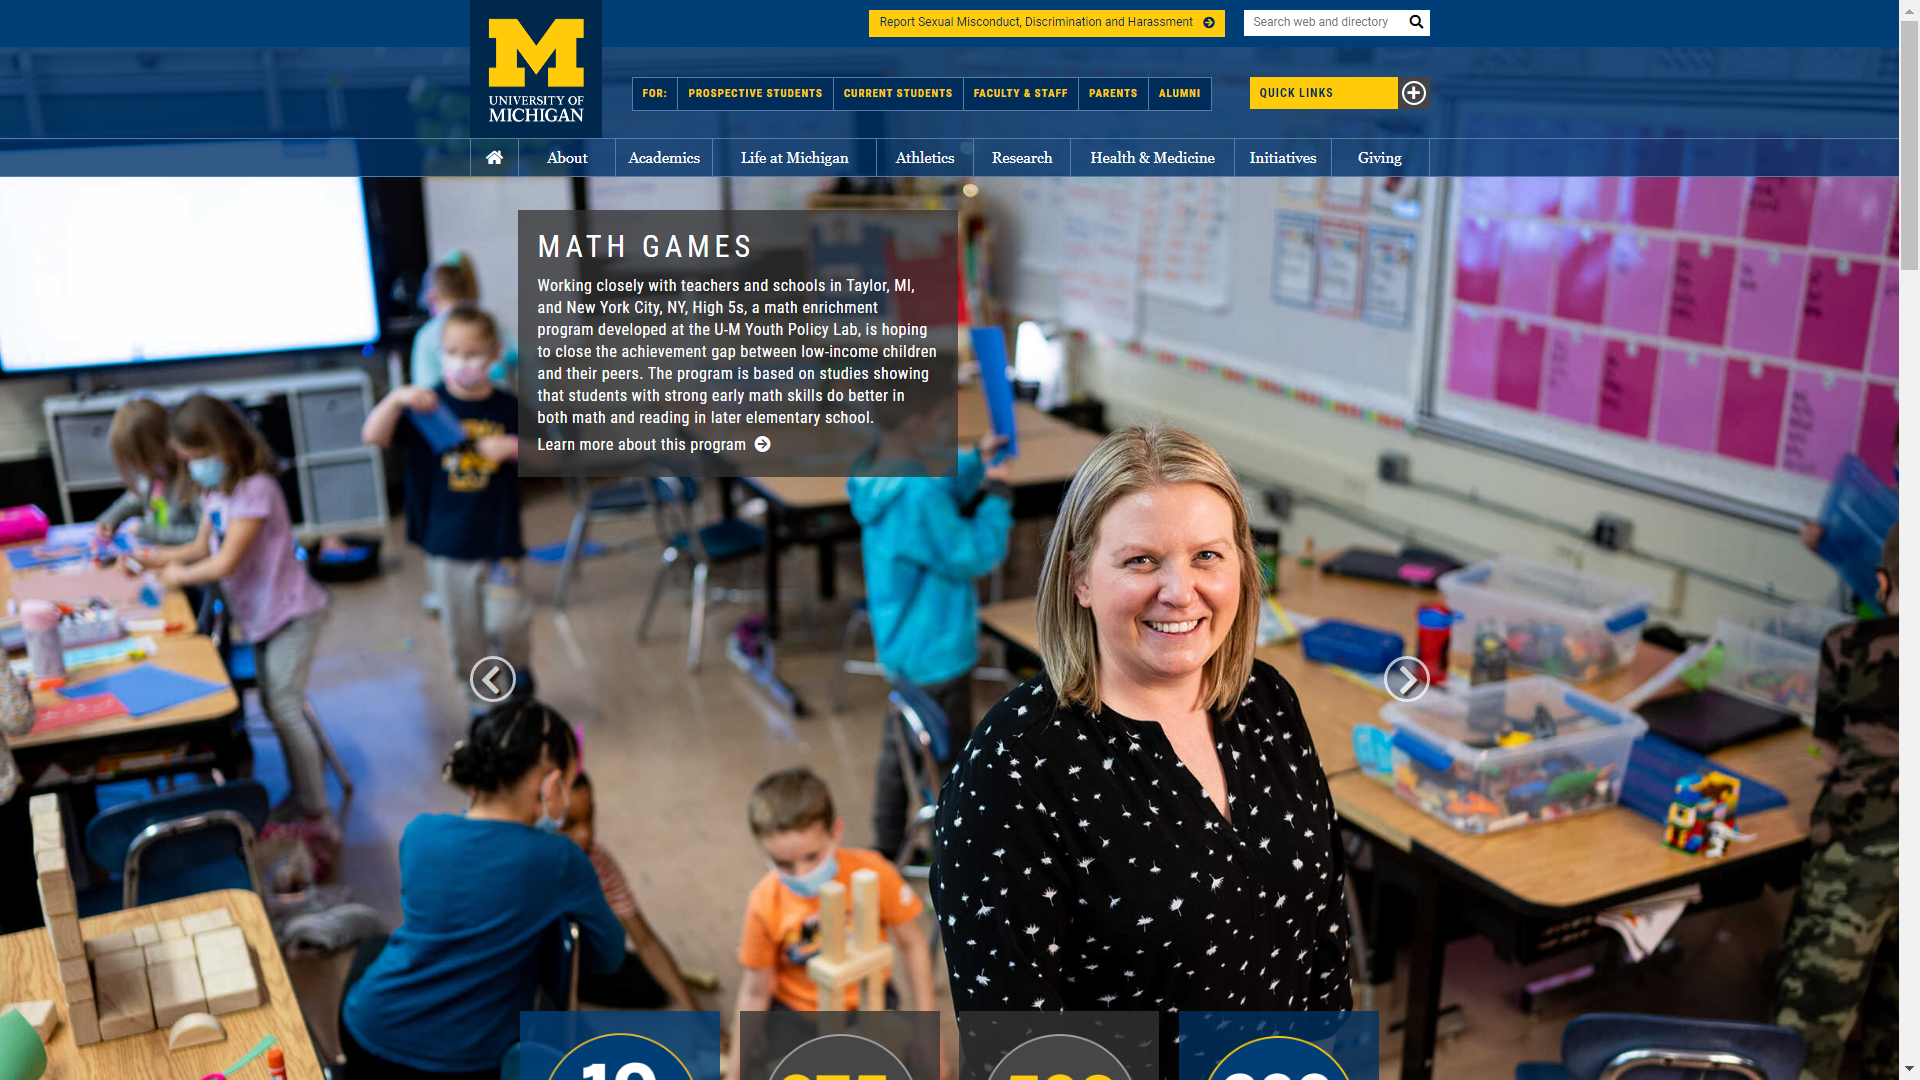 Report Sexual Misconduct, Discrimination and Harassment
Search web and directory
UNIVERSITY OF
MICHIGAN
FOR:
PROSPECTIVE STUDENTS
CURRENT STUDENTS
FACULTY & STAFF
PARENTS
ALUMNI
QUICK LINKS
About
Academics
Life at Michigan
Athletics
Research
Health & Medicine
Initiatives
Giving
MATH GAMES
Working closely with teachers and schools in Taylor, MI,
and New York City, NY, High 5s, a math enrichment
program developed at the U-M Youth Policy Lab, is hoping
to close the achievement gap between low-income children
and their peers. The program is based on studies showing
that students with strong early math skills do better in
both math and reading in later elementary school.
Learn more about this program